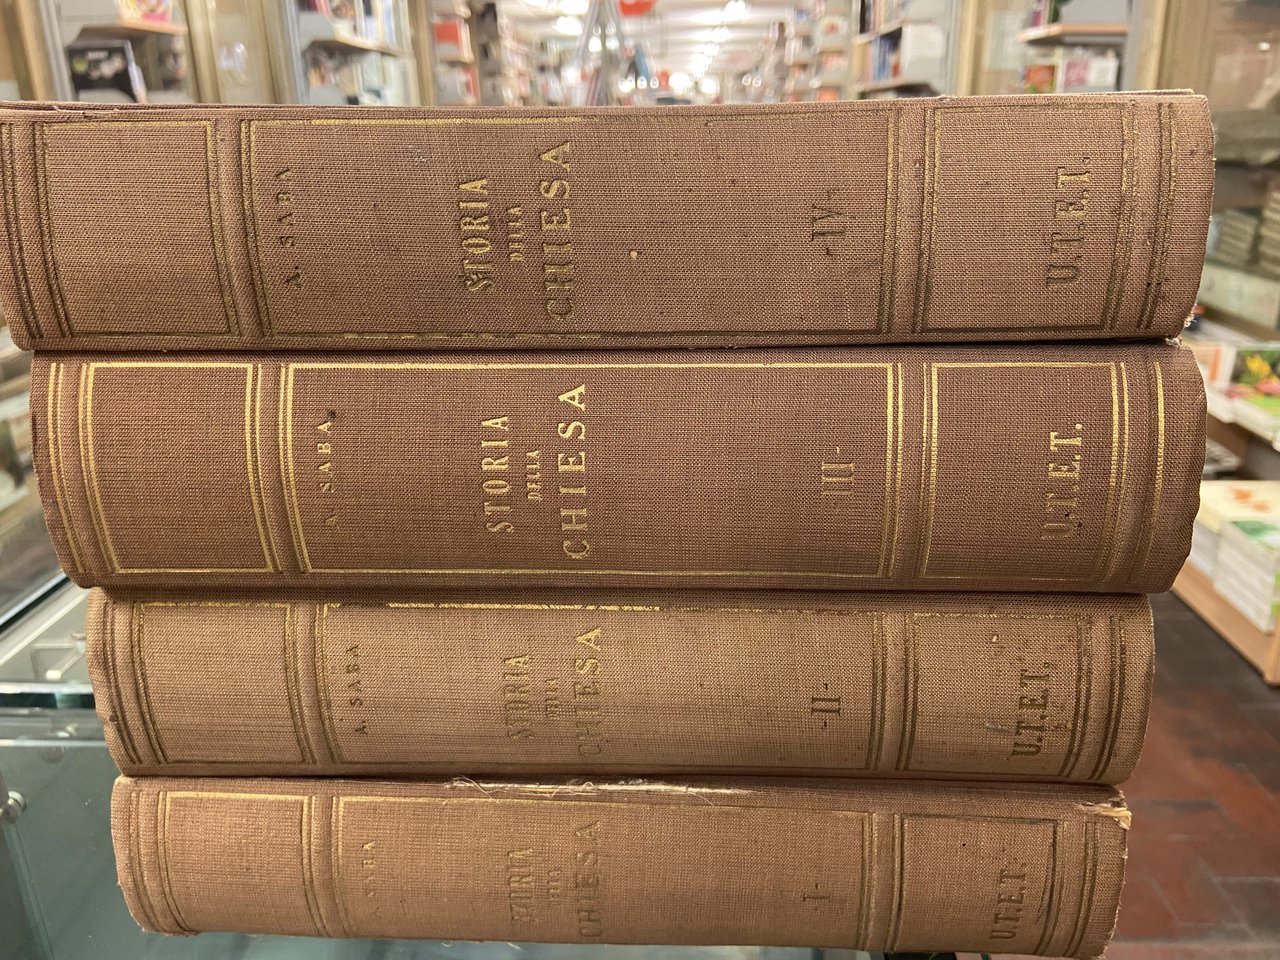 A. SABA
STORIA
DELLA
CHIESA
-IV-
U.T.E.T.
A. SABA
STORIA
DELLA
CHIESA
III-
U.T.E.T.
A. SABA
STORIA
DELLA
CHIESA
-II-
U.T.E.T.
A. SABA
STORIA
DELLA
CHIESA
I-
U.T.E.T.